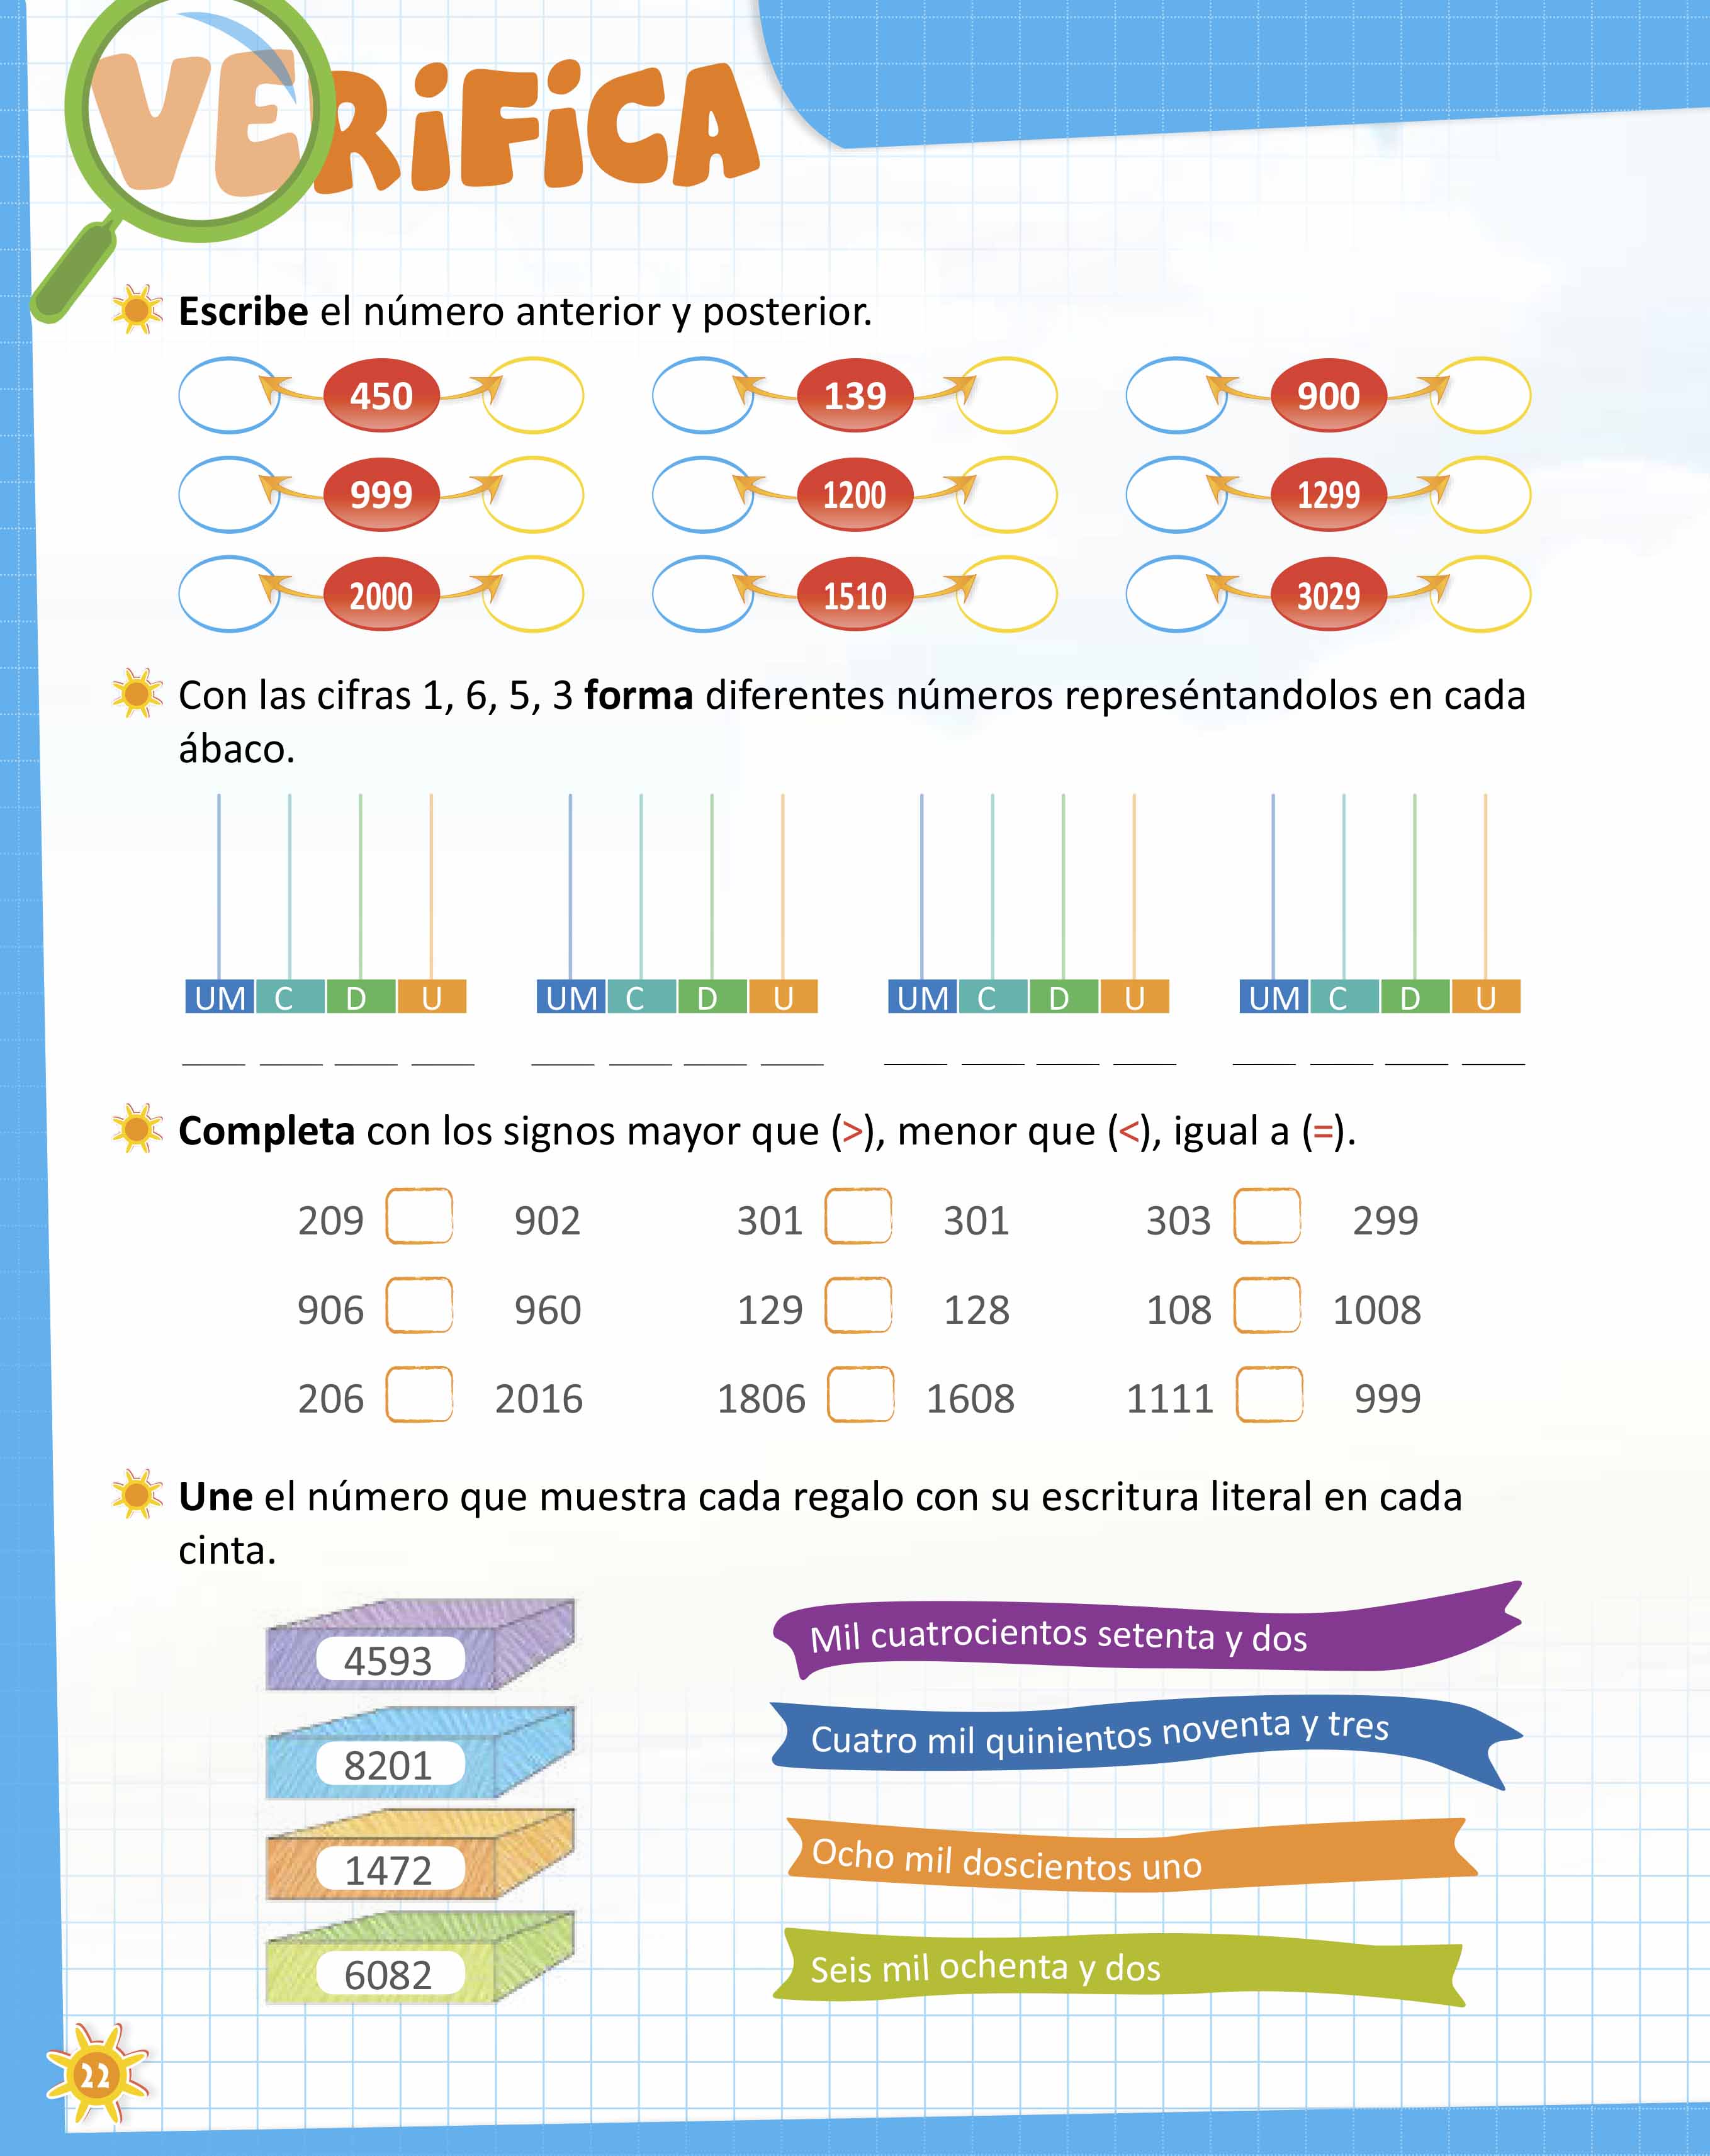 VERiFiCA
Escribe el número anterior y posterior.
450 139 900
999 1200 1299
2000 1510 3029
Con las cifras 1, 6, 5, 3 forma diferentes números represéntandolos en cada
ábaco.
UM C D U UM C D U UM C D U UM C D U
Completa con los signos mayor que (>), menor que (<), igual a (=).
209 902 301 301 303 299
906 960 129 128 108 1008
206 2016 1806 1608 1111 999
Une el número que muestra cada regalo con su escritura literal en cada
cinta.
4593 Mil cuatrocientos setenta y dos
8201 Cuatro mil quinientos noventa y tres
1472 Ocho mil doscientos uno
6082 Seis mil ochenta y dos
22